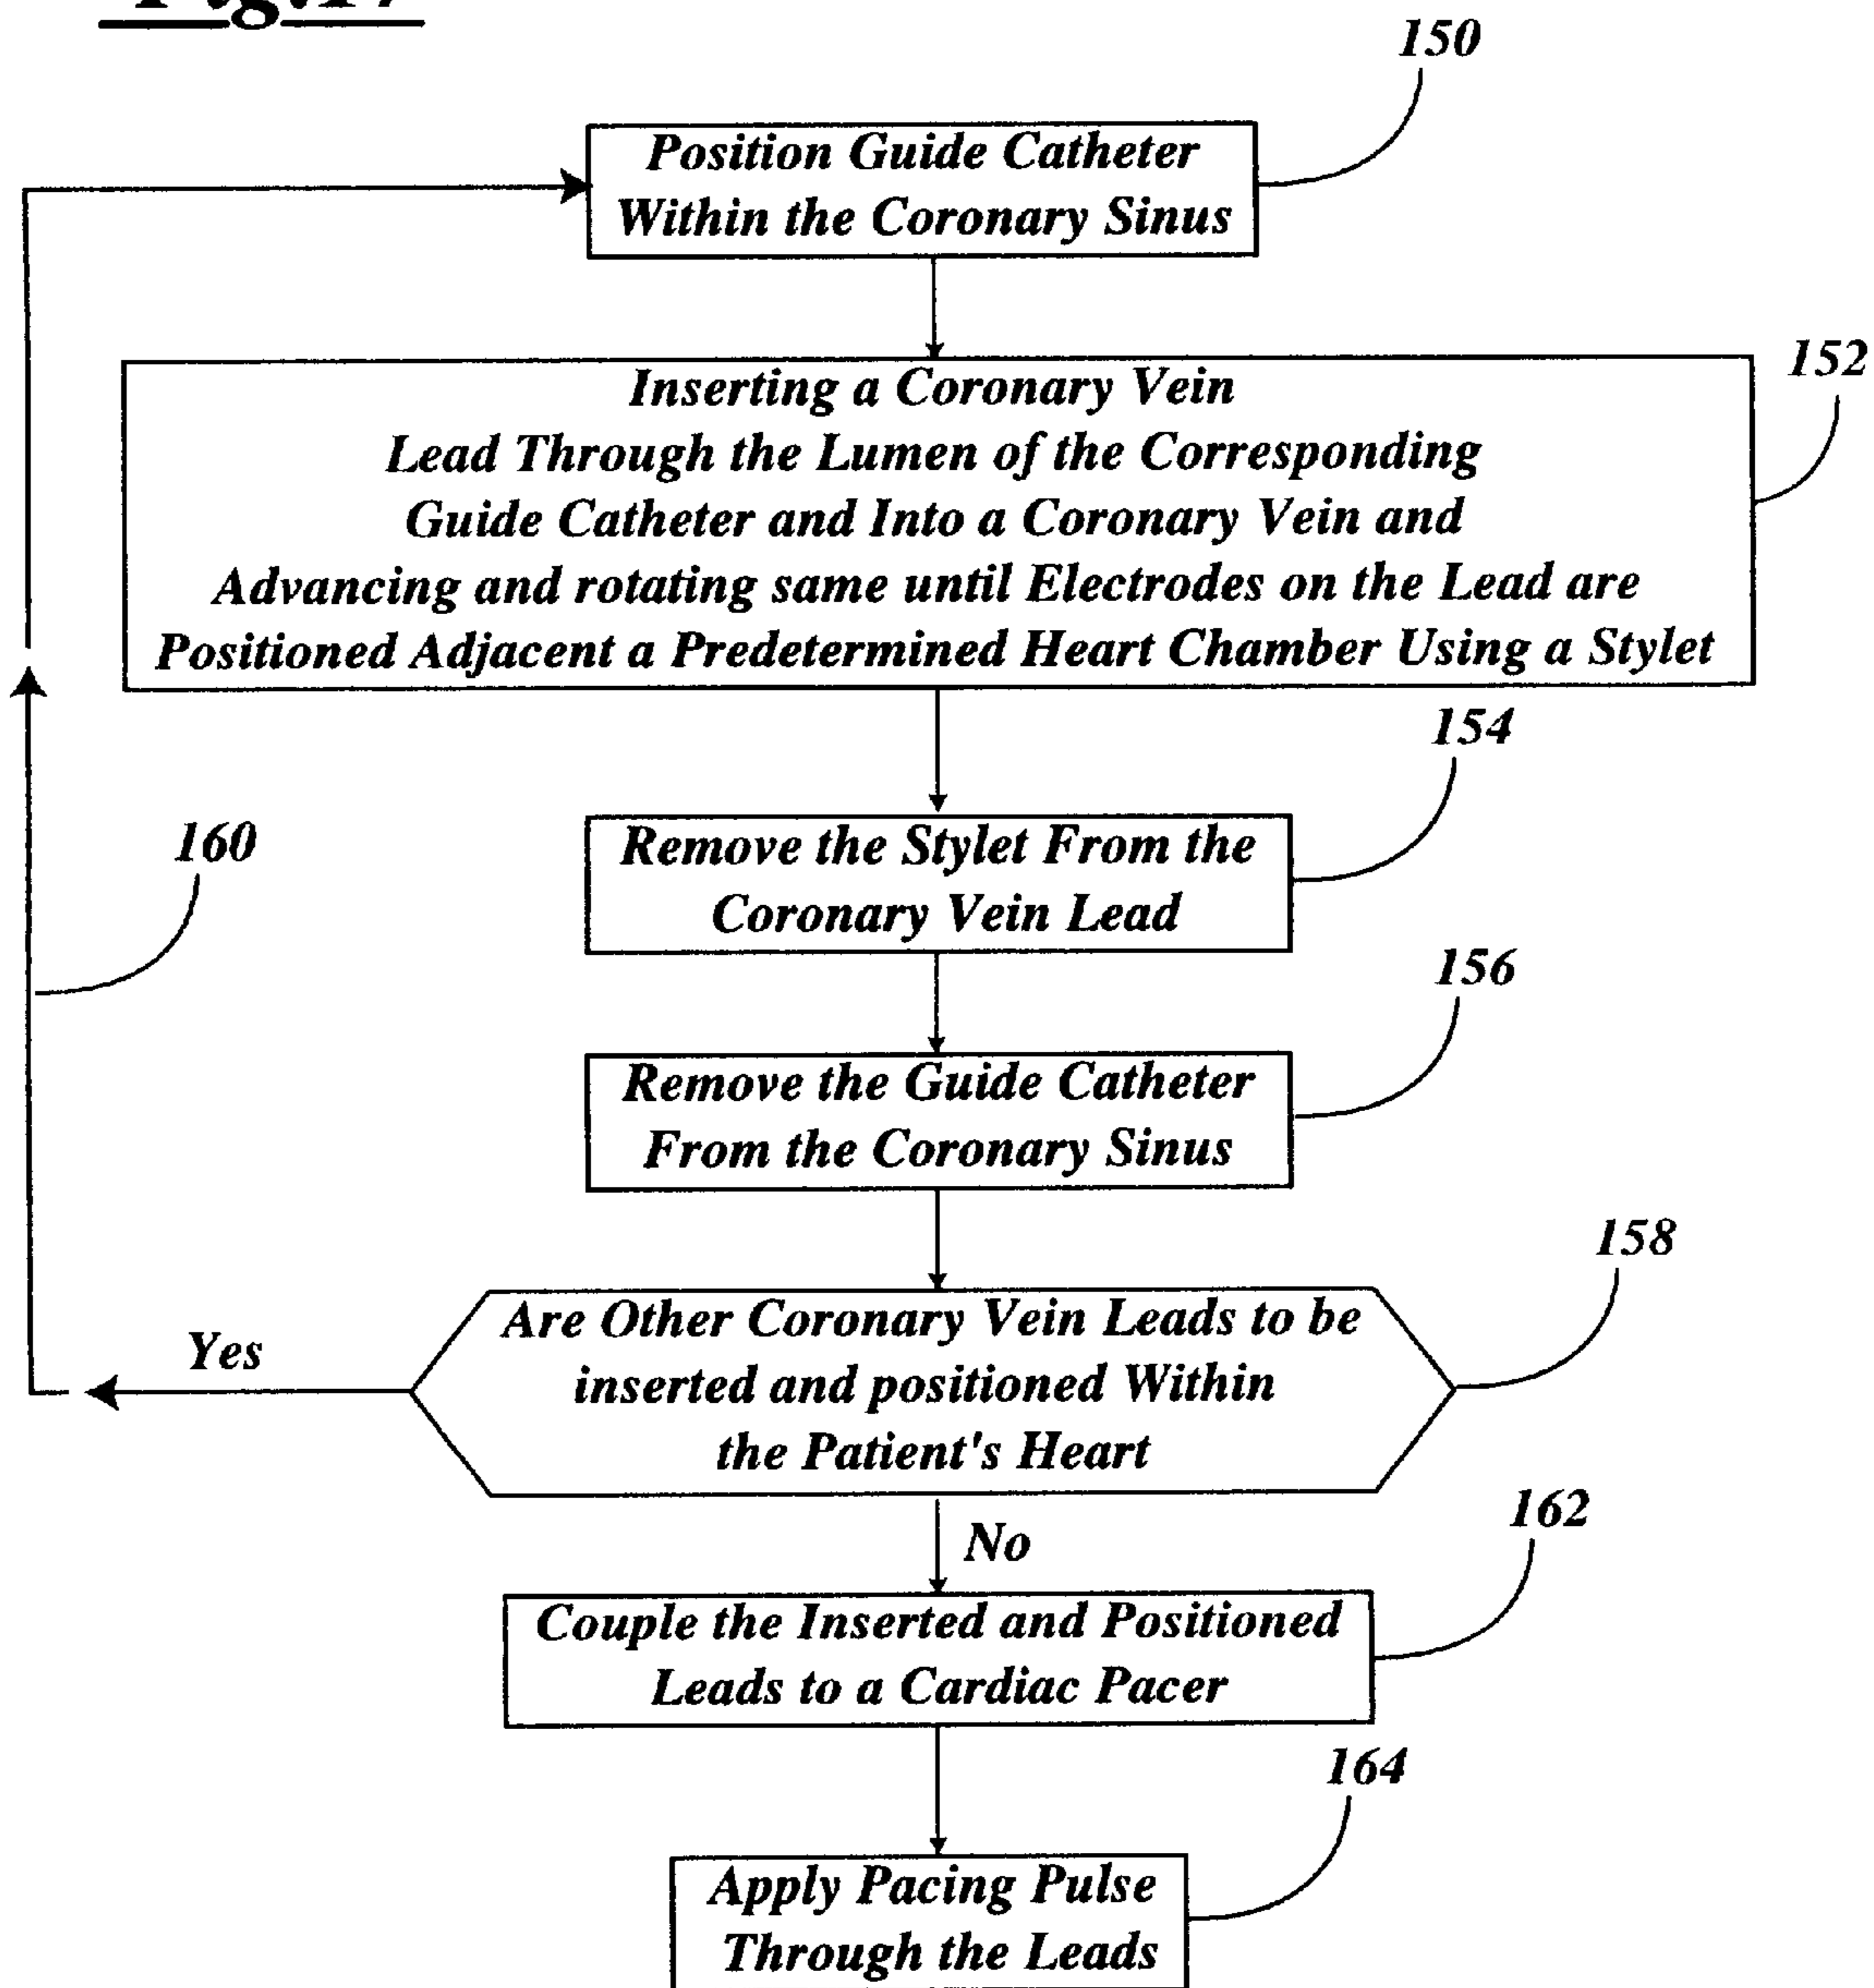 150
Position Guide Catheter
Within the Coronary Sinus
152
Inserting a Coronary Vein
Lead Through the Lumen of the Corresponding
Guide Catheter and Into a Coronary Vein and
Advancing and rotating same until Electrodes on the Lead are
Positioned Adjacent a Predetermined Heart Chamber Using a Stylet
154
160
Remove the Stylet From the
Coronary Vein Lead
156
Remove the Guide Catheter
From the Coronary Sinus
158
Are Other Coronary Vein Leads to be
Yes
inserted and positioned Within
the Patient's Heart
162
No
Couple the Inserted and Positioned
Leads to a Cardiac Pacer
164
Apply Pacing Pulse
Through the Leads